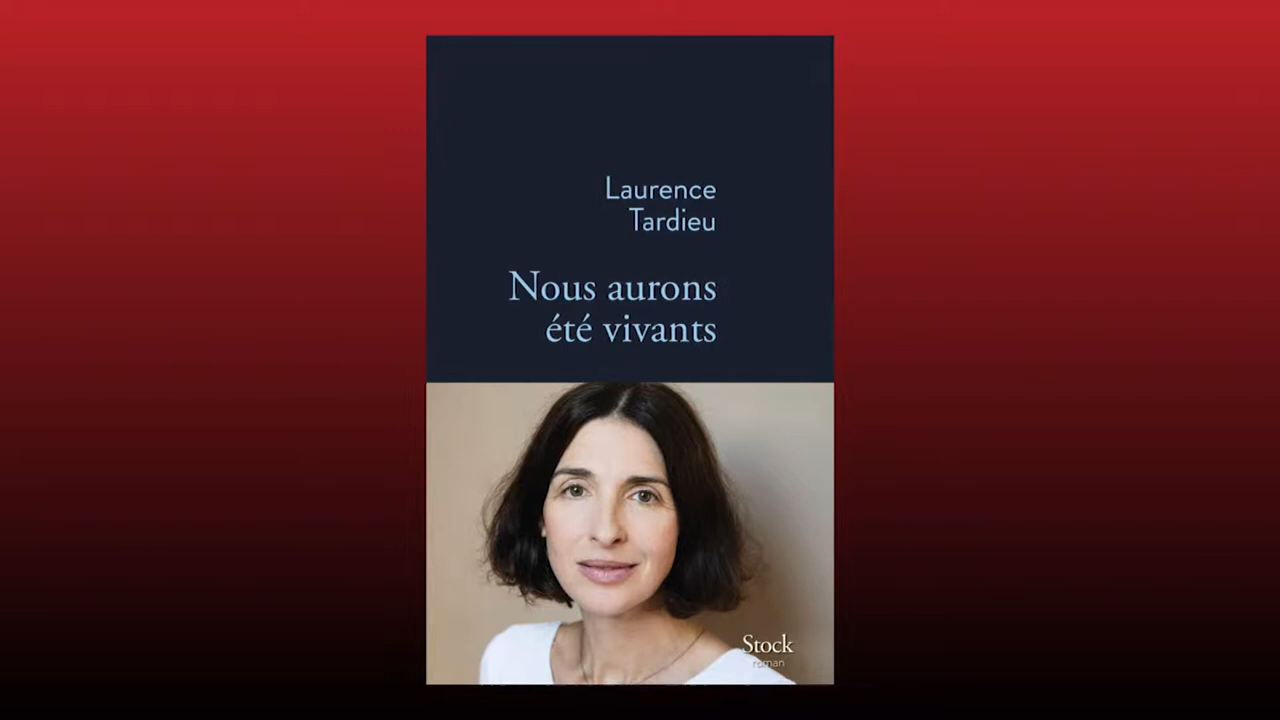 Laurence
Tardieu
Nous aurons
été vivants
Stock
roman